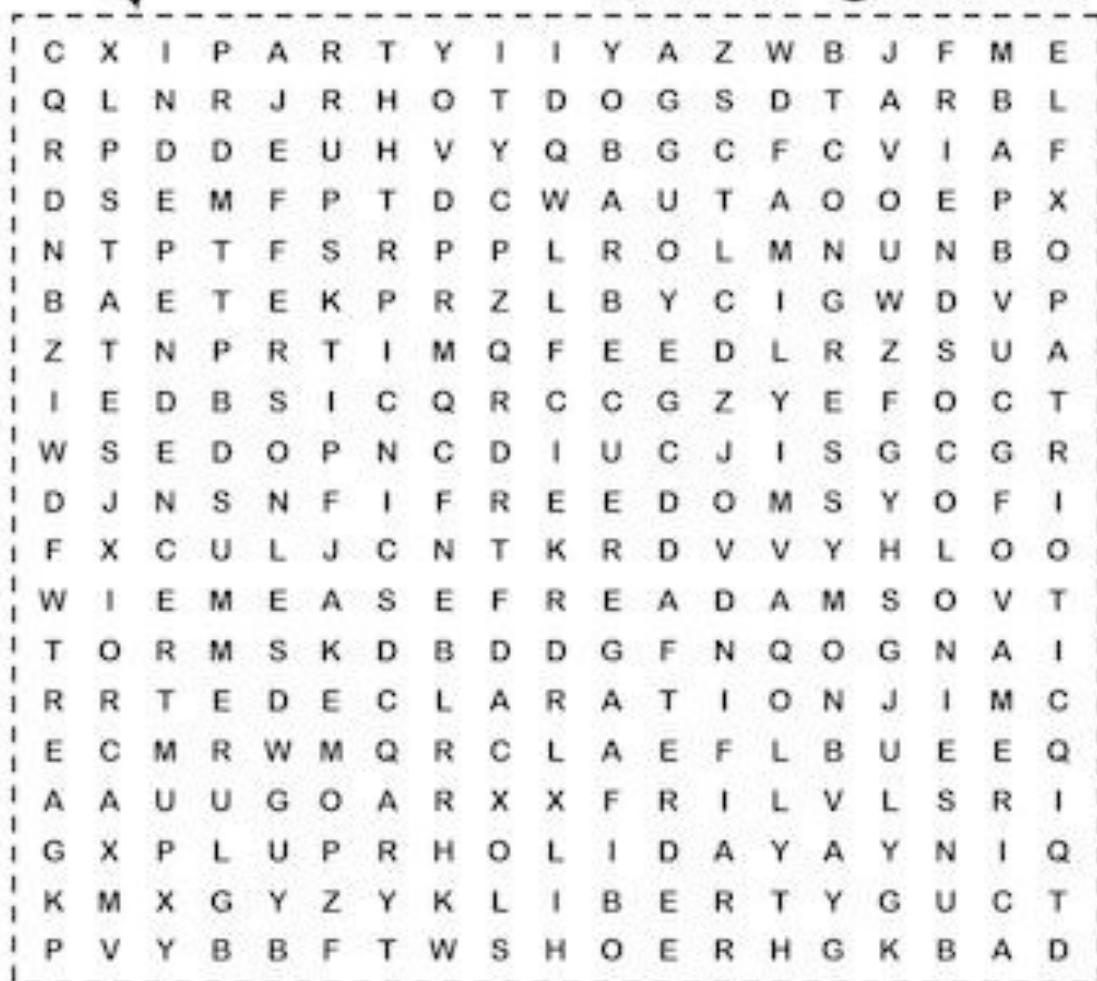 C X I P A R T Y I I Y A Z W B J F M E
Q L N R J R H O T D O G S D T A R B L
R P D D E U H V Y Q B G C F C V I A F
D S E M F P T D C W A U T A O O E P X
N T P T F S R P P L R O L M N U N B O
B A E T E K P R Z L B Y C I G W D V P
Z T N P R T I M Q F E E D L R Z S U A
I E D B S I C Q R C C G Z Y E F O C T
W S E D O P N C D I U C J I S G C G R
D J N S N F I F R E E D O M S Y O F I
F X C U L J C N T K R D V V Y H L O O
W I E M E A S E F R E A D A M S O V T
T O R M S K D B D D G F N Q O G N A I
R R T E D E C L A R A T I O N J I M C
E C M R W M Q R C L A E F L B U E E Q
A A U U G O A R X X F R I L V L S R I
G X P L U P R H O L I D A Y A Y N I Q
K M X G Y Z Y K L I B E R T Y G U C T
P V Y B B F T W S H O E R H G K B A D